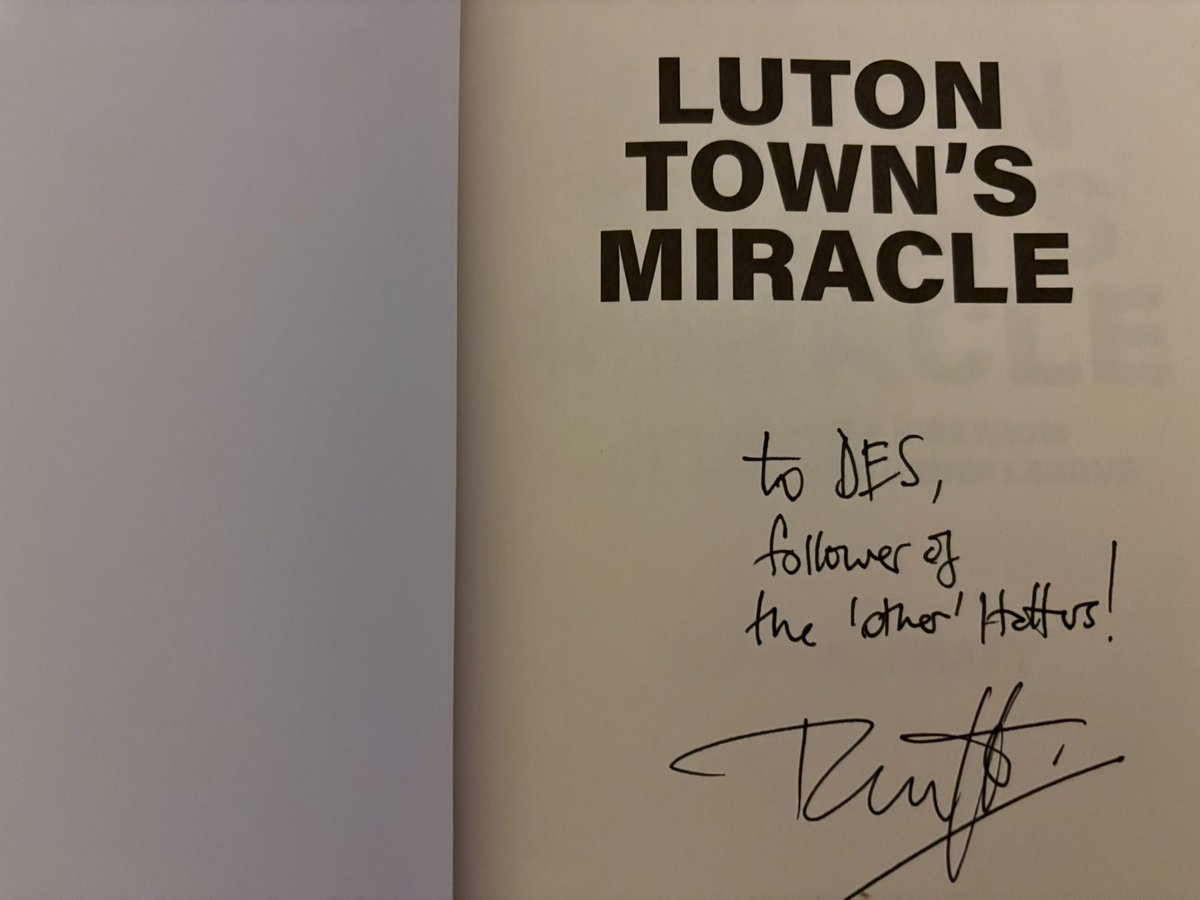 LUTON
TOWN'S
MIRACLE
to DES,
follower of
the 'other' Hatters!